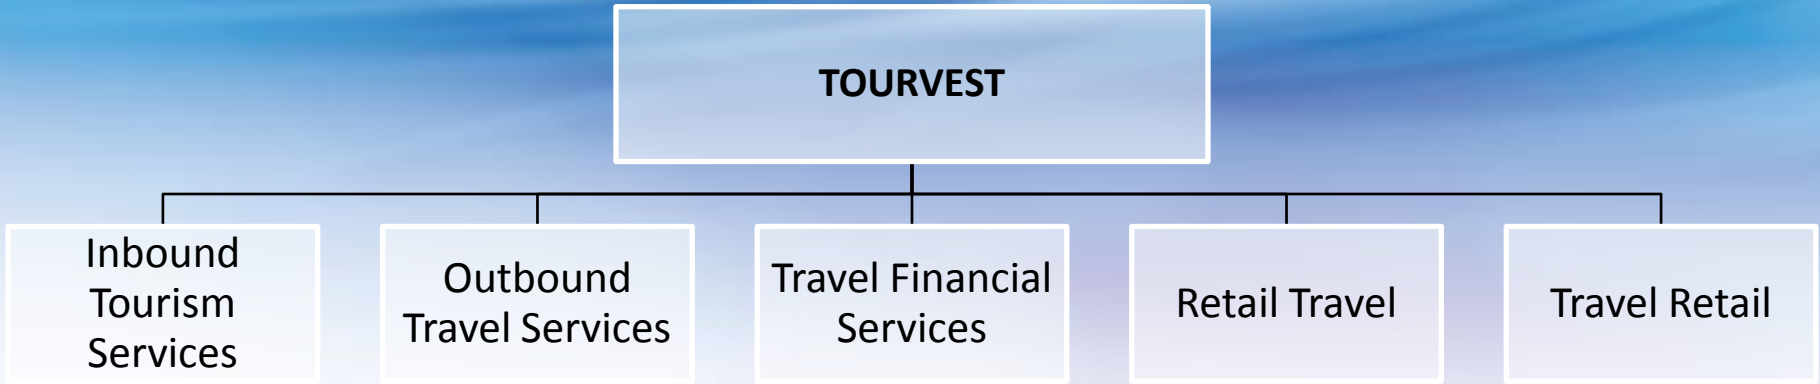 TOURVEST
Inbound
Tourism
Services
Outbound
Travel Services
Travel Financial
Services
Retail Travel
Travel Retail